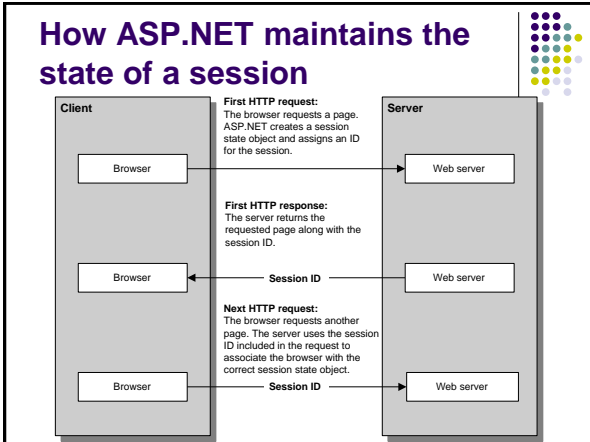 How ASP.NET maintains the
state of a session
Client
Server
First HTTP request:
The browser requests a page.
ASP.NET creates a session
state object and assigns an ID
for the session.
Browser
Web server
First HTTP response:
The server returns the
requested page along with the
session ID.
Browser
Session ID
Web server
Next HTTP request:
The browser requests another
page. The server uses the session
ID included in the request to
associate the browser with the
correct session state object.
Browser
Session ID
Web server